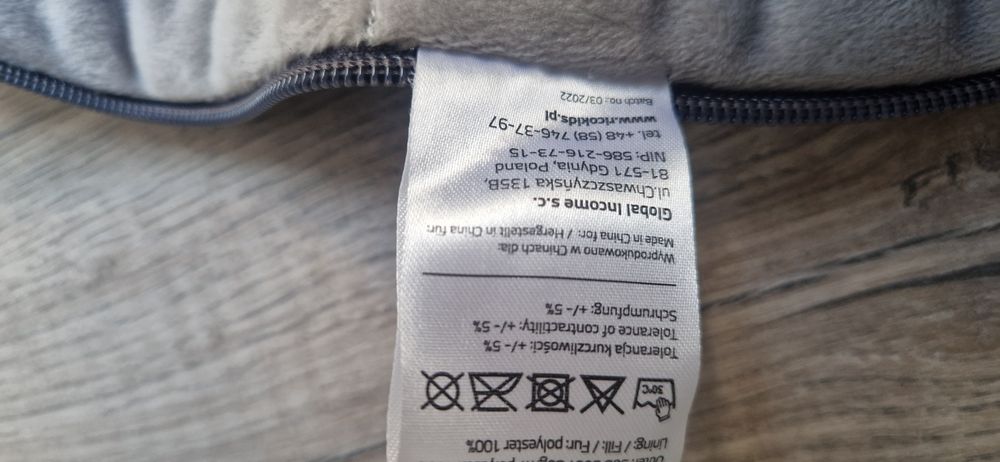 Lining: / Fill: / Fur: polyester 100%
30°C
Tolerancja kurczliwości: +/- 5%
Tolerance of contractility: +/- 5%
Schrumpfung: +/- 5%
Wyprodukowano w Chinach dla:
Made in China for: / Hergestellt in China für:
Global Income s.c.
ul.Chwaszczyńska 135B,
81-571 Gdynia, Poland
NIP: 586-216-73-15
tel. +48 (58) 746-37-97
www.ricokids.pl
Batch no.: 03/2022